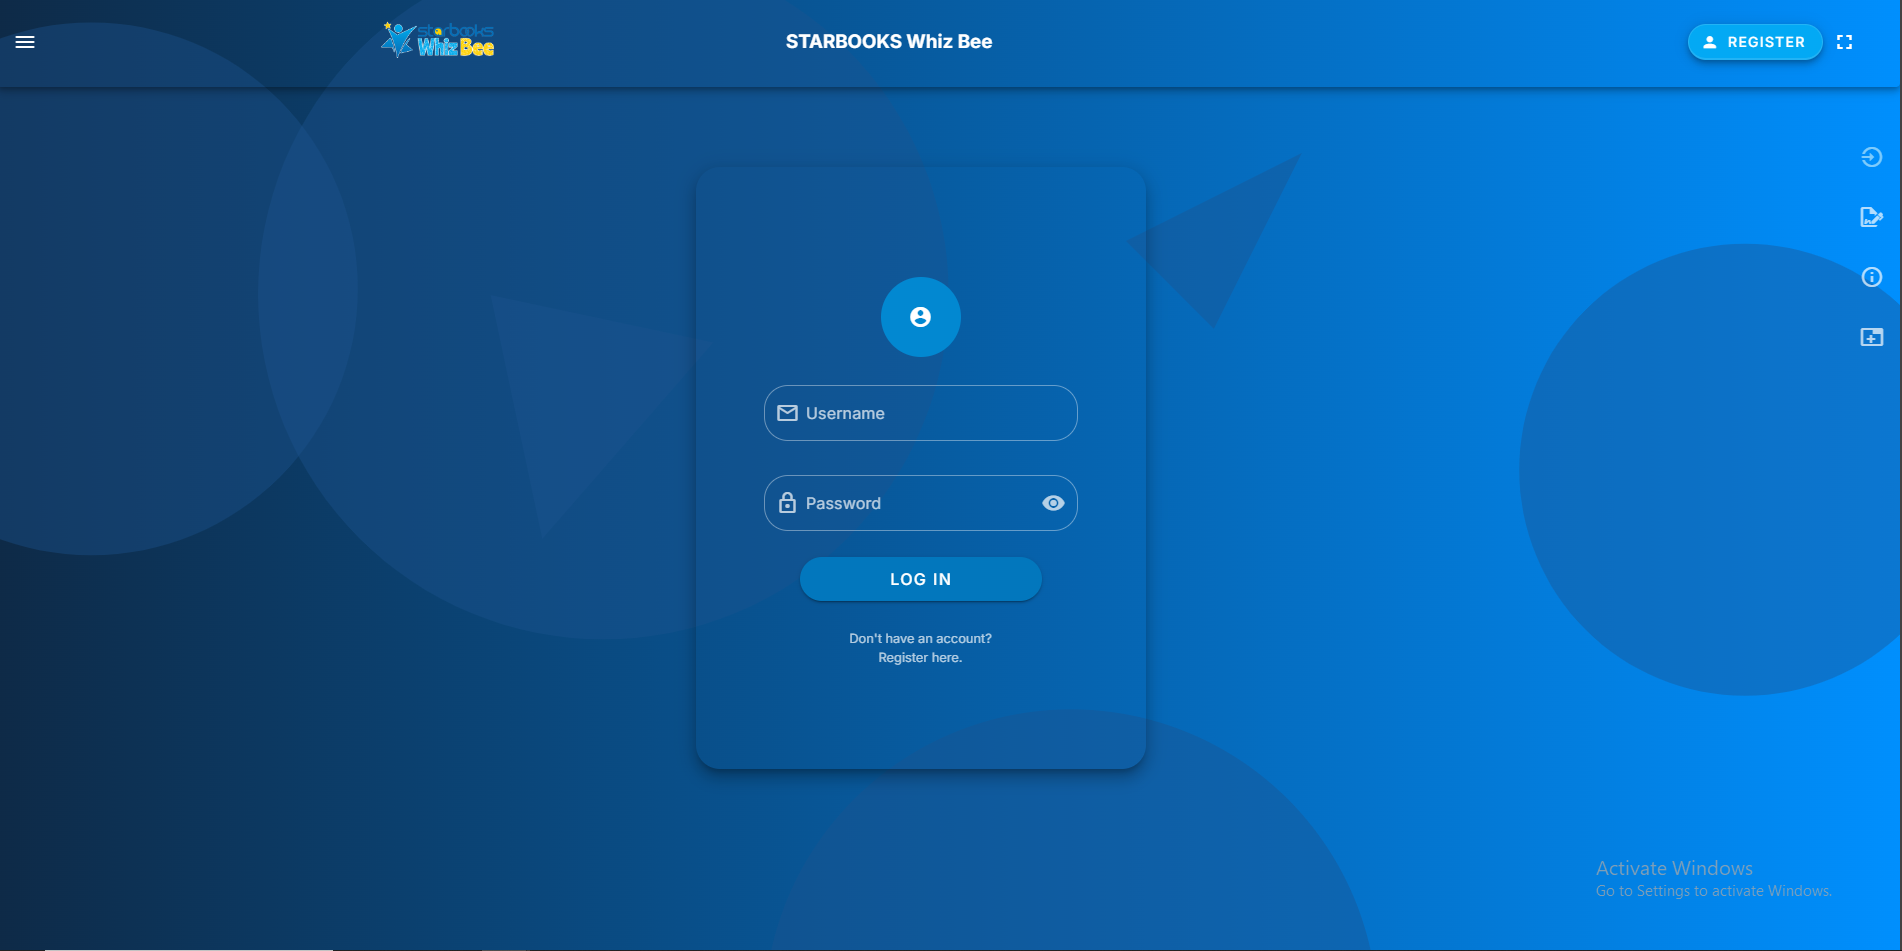 starbooks
Whiz Bee
STARBOOKS Whiz Bee
REGISTER
Username
Password
LOG IN
Don't have an account?
Register here.
Activate Windows
Go to Settings to activate Windows.